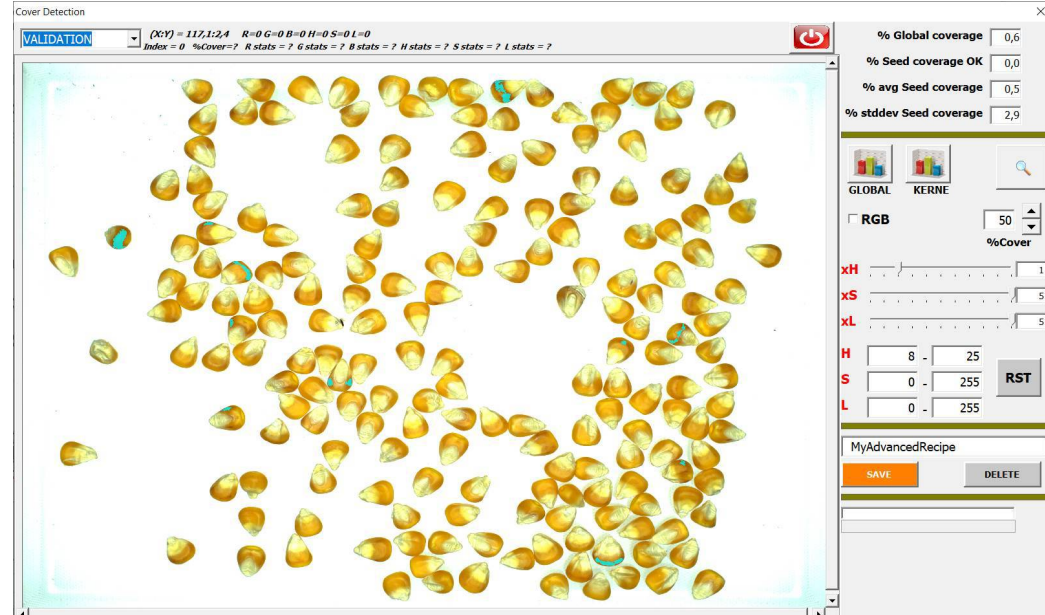 Cover Detection
VALIDATION
(X:Y) = 117,1:2,4 R=0 G=0 B=0 H=0 S=0 L=0
Index = 0 %Cover=? R stats = ? G stats = ? B stats = ? H stats = ? S stats = ? L stats = ?
% Global coverage 0,6
% Seed coverage OK 0,0
% avg Seed coverage 0,5
% stddev Seed coverage 2,9
GLOBAL KERNE
RGB 50
%Cover
xH 1
xS 5
xL 5
H 8 - 25
S 0 - 255
L 0 - 255
RST
MyAdvancedRecipe
SAVE DELETE